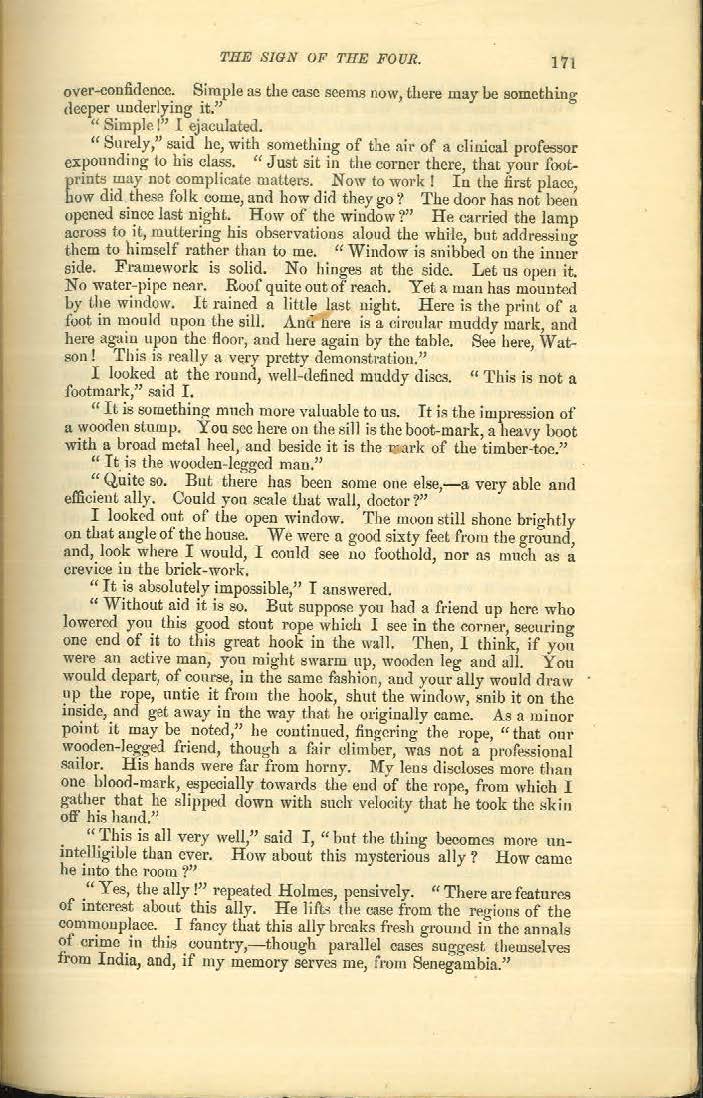 THE SIGN OF THE FOUR. 171
over-confidence. Simple as the case seems now, there may be something
deeper underlying it.”
“Simple!” I ejaculated.
“Surely,” said he, with something of the air of a clinical professor
expounding to his class. “Just sit in the corner there, that your foot-
prints may not complicate matters. Now to work! In the first place,
how did these folk come, and how did they go? The door has not been
opened since last night. How of the window?” He carried the lamp
across to it, muttering his observations aloud the while, but addressing
them to himself rather than to me. “Window is snibbed on the inner
side. Framework is solid. No hinges at the side. Let us open it.
No water-pipe near. Roof quite out of reach. Yet a man has mounted
by the window. It rained a little last night. Here is the print of a
foot in mould upon the sill. And here is a circular muddy mark, and
here again upon the floor, and here again by the table. See here, Wat-
son! This is really a very pretty demonstration.”
I looked at the round, well-defined muddy discs. “This is not a
footmark,” said I.
“It is something much more valuable to us. It is the impression of
a wooden stump. You see here on the sill is the boot-mark, a heavy boot
with a broad metal heel, and beside it is the mark of the timber-toe.”
“It is the wooden-legged man.”
“Quite so. But there has been some one else,—a very able and
efficient ally. Could you scale that wall, doctor?”
I looked out of the open window. The moon still shone brightly
on that angle of the house. We were a good sixty feet from the ground,
and, look where I would, I could see no foothold, nor as much as a
crevice in the brick-work.
“It is absolutely impossible,” I answered.
“Without aid it is so. But suppose you had a friend up here who
lowered you this good stout rope which I see in the corner, securing
one end of it to this great hook in the wall. Then, I think, if you
were an active man, you might swarm up, wooden leg and all. You
would depart, of course, in the same fashion, and your ally would draw
up the rope, untie it from the hook, shut the window, snib it on the
inside, and get away in the way that he originally came. As a minor
point it may be noted,” he continued, fingering the rope, “that our
wooden-legged friend, though a fair climber, was not a professional
sailor. His hands were far from horny. My lens discloses more than
one blood-mark, especially towards the end of the rope, from which I
gather that he slipped down with such velocity that he took the skin
off his hand.”
“This is all very well,” said I, “but the thing becomes more un-
intelligible than ever. How about this mysterious ally? How came
he into the room?”
“Yes, the ally!” repeated Holmes, pensively. “There are features
of interest about this ally. He lifts the case from the regions of the
commonplace. I fancy that this ally breaks fresh ground in the annals
of crime in this country,—though parallel cases suggest themselves
from India, and, if my memory serves me, from Senegambia.”